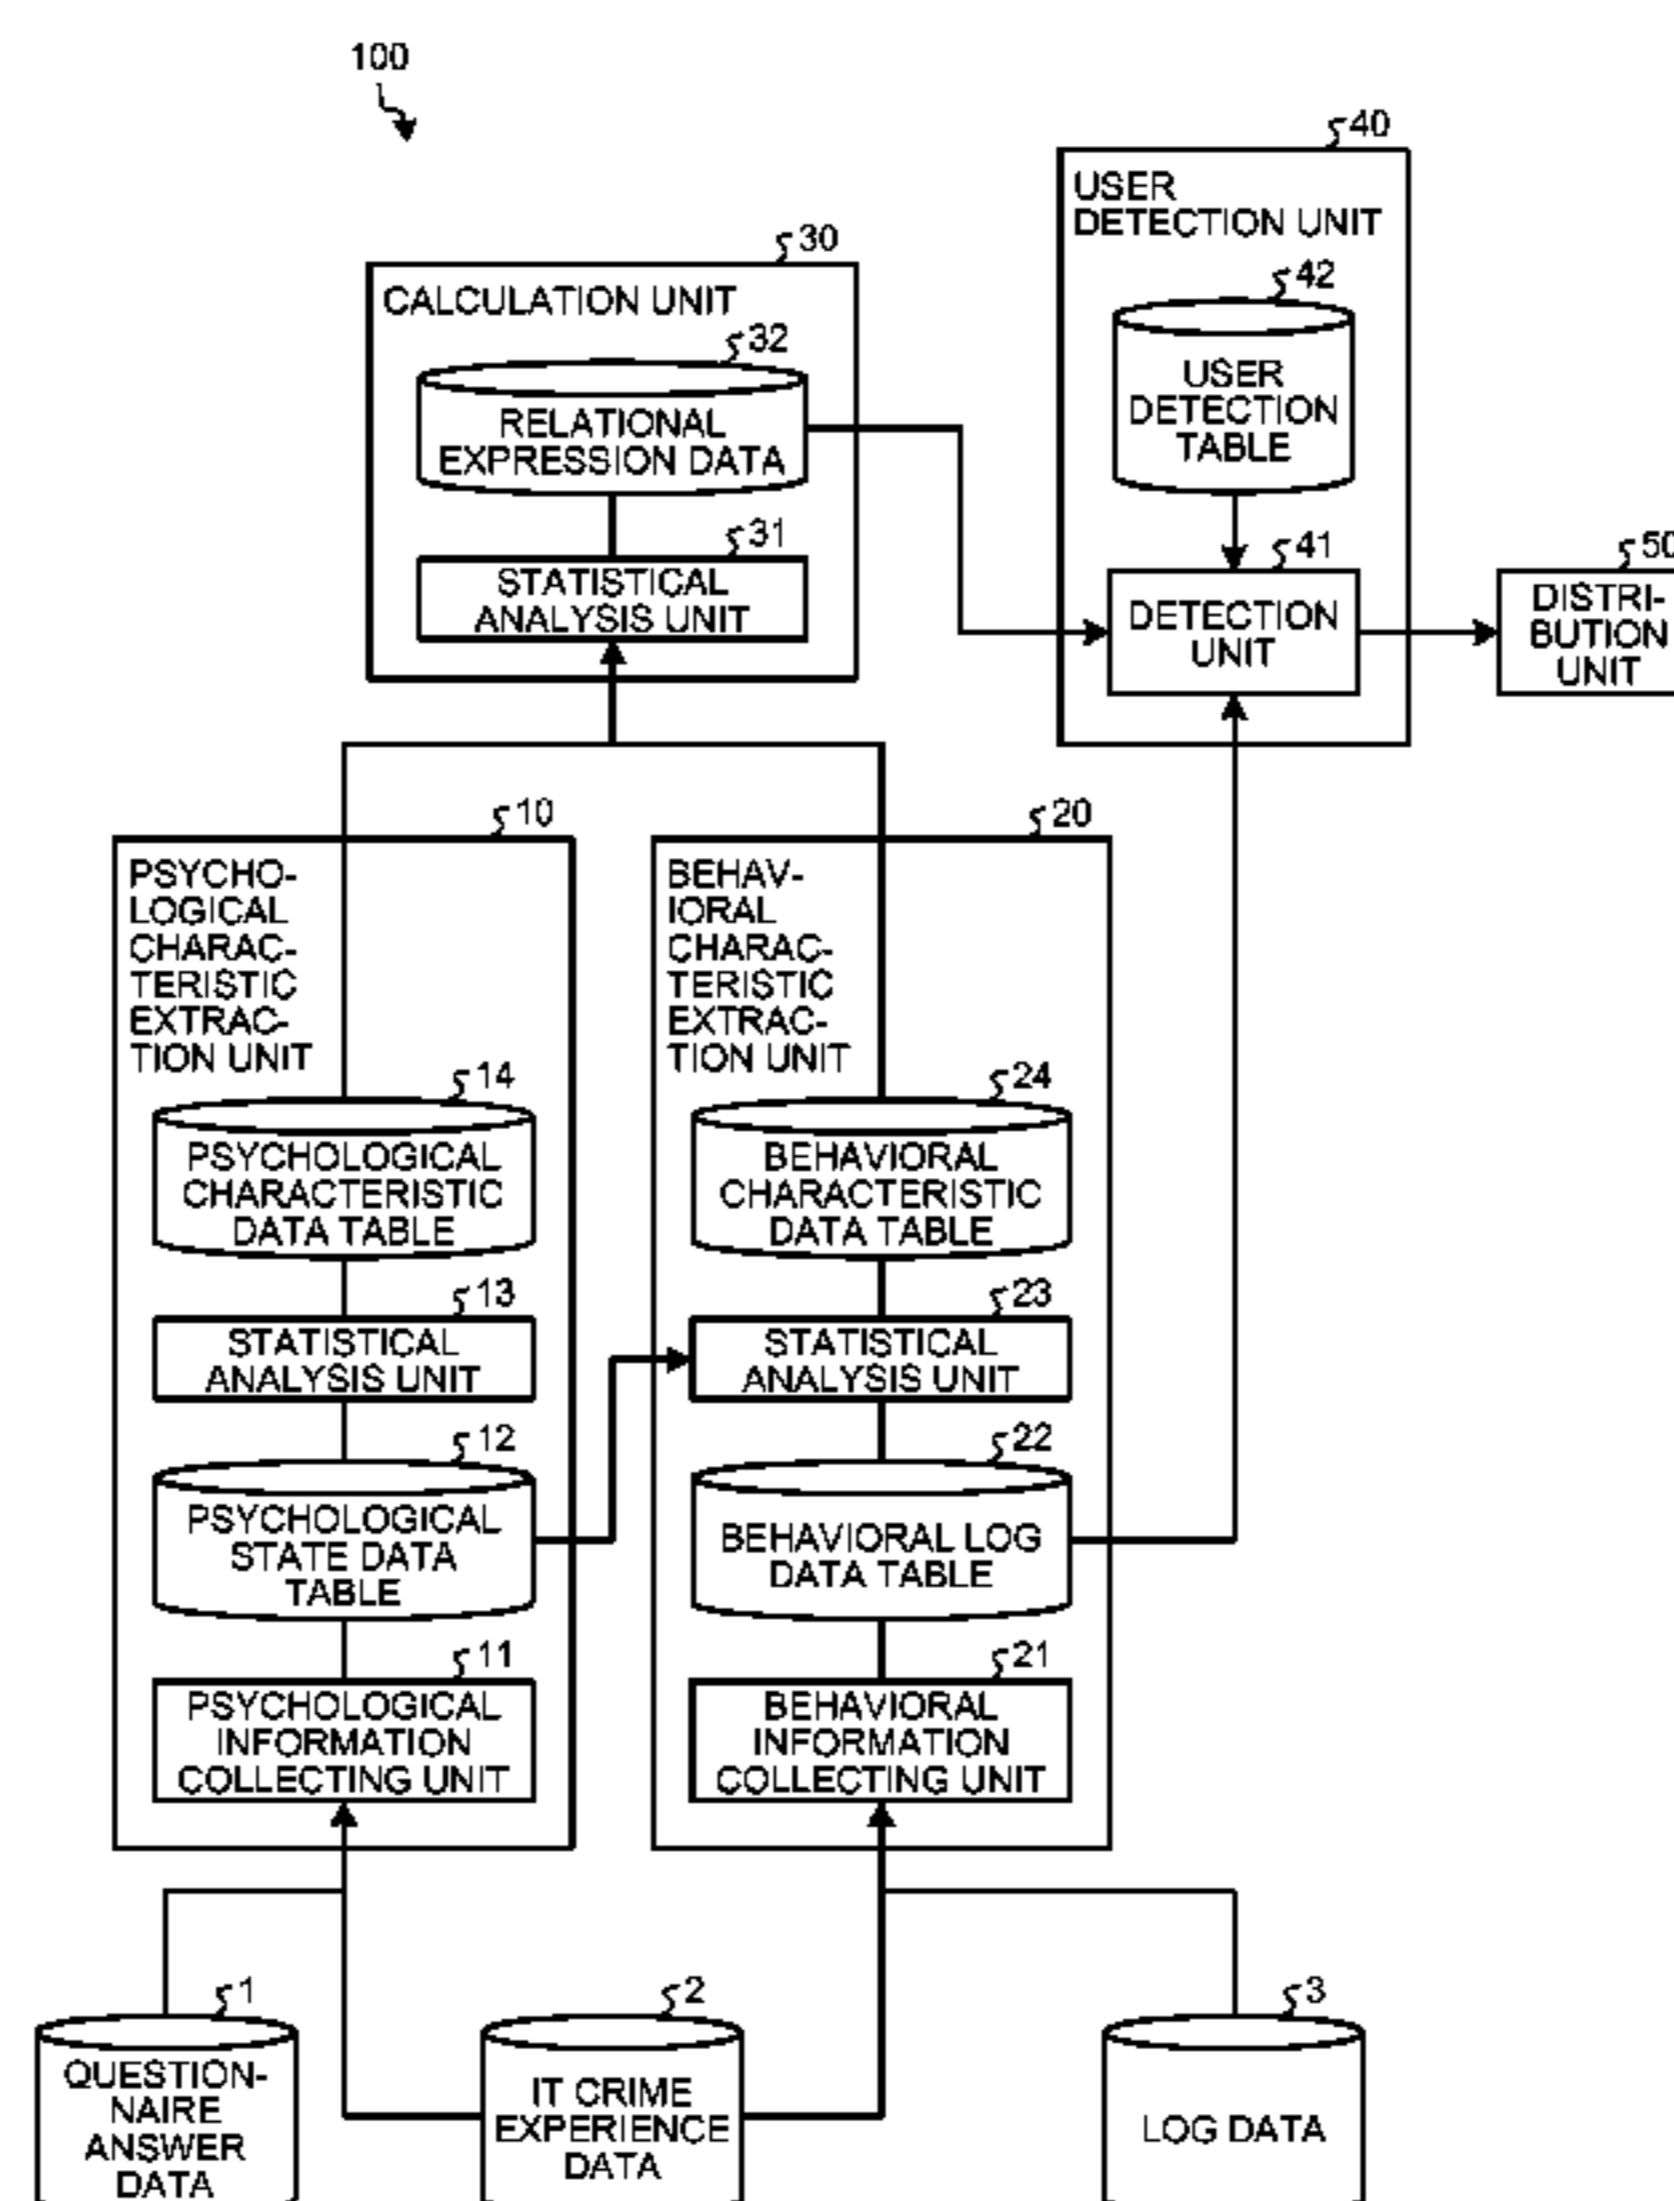 100
40
USER
DETECTION UNIT
42
USER
DETECTION
TABLE
41
DETECTION
UNIT
50
DISTRI-
BUTION
UNIT
30
CALCULATION UNIT
32
RELATIONAL
EXPRESSION DATA
31
STATISTICAL
ANALYSIS UNIT
10
PSYCHO-
LOGICAL
CHARAC-
TERISTIC
EXTRAC-
TION UNIT
14
PSYCHOLOGICAL
CHARACTERISTIC
DATA TABLE
13
STATISTICAL
ANALYSIS UNIT
12
PSYCHOLOGICAL
STATE DATA
TABLE
11
PSYCHOLOGICAL
INFORMATION
COLLECTING UNIT
20
BEHAV-
IORAL
CHARAC-
TERISTIC
EXTRAC-
TION UNIT
24
BEHAVIORAL
CHARACTERISTIC
DATA TABLE
23
STATISTICAL
ANALYSIS UNIT
22
BEHAVIORAL LOG
DATA TABLE
21
BEHAVIORAL
INFORMATION
COLLECTING UNIT
1
QUESTION-
NAIRE
ANSWER
DATA
2
IT CRIME
EXPERIENCE
DATA
3
LOG DATA